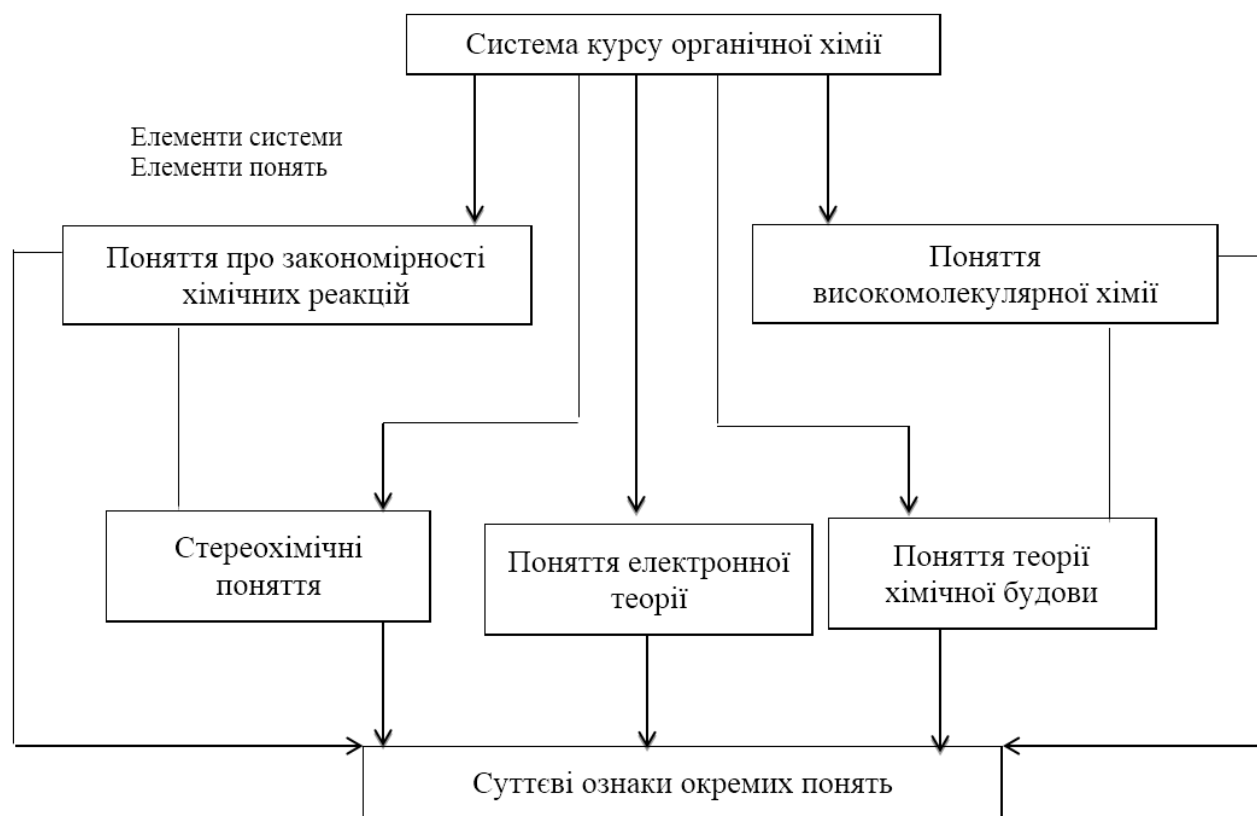 Система курсу органічної хімії
Елементи системи
Елементи понять
Поняття про закономірності
хімічних реакцій
Поняття
високомолекулярної хімії
Стереохімічні
поняття
Поняття електронної
теорії
Поняття теорії
хімічної будови
Суттєві ознаки окремих понять